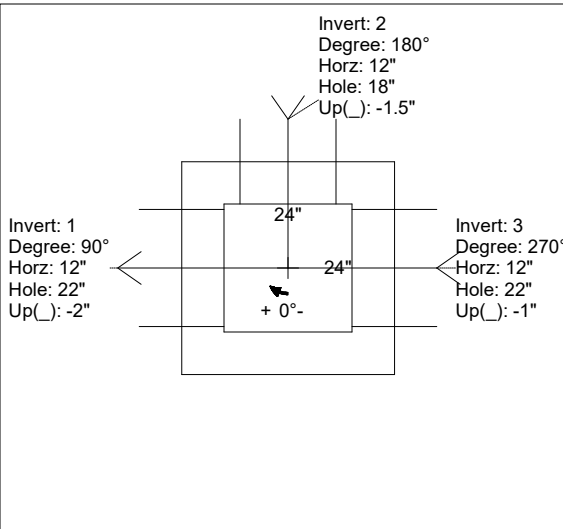 Invert: 2
Degree: 180°
Horz: 12"
Hole: 18"
Up(_): -1.5"
24"
Invert: 1
Degree: 90°
Horz: 12"
Hole: 22"
Up(_): -2"
24"
Invert: 3
Degree: 270°
Horz: 12"
Hole: 22"
Up(_): -1"
+ 0°-